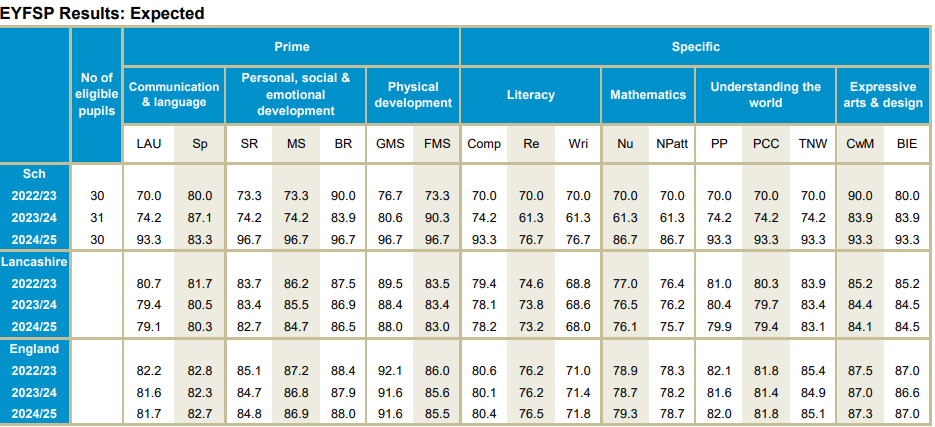 EYFSP Results: Expected
Prime Specific
No of eligible pupils Communication & language Personal, social & emotional development Physical development Literacy Mathematics Understanding the world Expressive arts & design
LAU Sp SR MS BR GMS FMS Comp Re Wri Nu NPatt PP PCC TNW CwM BIE
Sch
2022/23 30 70.0 80.0 73.3 73.3 90.0 76.7 73.3 70.0 70.0 70.0 70.0 70.0 70.0 70.0 70.0 90.0 80.0
2023/24 31 74.2 87.1 74.2 74.2 83.9 80.6 90.3 74.2 61.3 61.3 61.3 61.3 74.2 74.2 74.2 83.9 83.9
2024/25 30 93.3 83.3 96.7 96.7 96.7 96.7 96.7 93.3 76.7 76.7 86.7 86.7 93.3 93.3 93.3 93.3 93.3
Lancashire
2022/23 80.7 81.7 83.7 86.2 87.5 89.5 83.5 79.4 74.6 68.8 77.0 76.4 81.0 80.3 83.9 85.2 85.2
2023/24 79.4 80.5 83.4 85.5 86.9 88.4 83.4 78.1 73.8 68.6 76.5 76.2 80.4 79.7 83.4 84.4 84.5
2024/25 79.1 80.3 82.7 84.7 86.5 88.0 83.0 78.2 73.2 68.0 76.1 75.7 79.9 79.4 83.1 84.1 84.5
England
2022/23 82.2 82.8 85.1 87.2 88.4 92.1 86.0 80.6 76.2 71.0 78.9 78.3 82.1 81.8 85.4 87.5 87.0
2023/24 81.6 82.3 84.7 86.8 87.9 91.6 85.6 80.1 76.2 71.4 78.7 78.2 81.6 81.4 84.9 87.0 86.6
2024/25 81.7 82.7 84.8 86.9 88.0 91.6 85.5 80.4 76.5 71.8 79.3 78.7 82.0 81.8 85.1 87.3 87.0